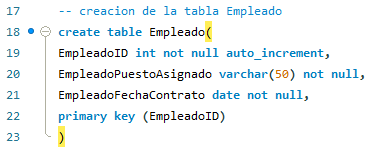 17 -- creacion de la tabla Empleado
18 create table Empleado(
19 EmpleadoID int not null auto_increment,
20 EmpleadoPuestoAsignado varchar(50) not null,
21 EmpleadoFechaContrato date not null,
22 primary key (EmpleadoID)
23 )